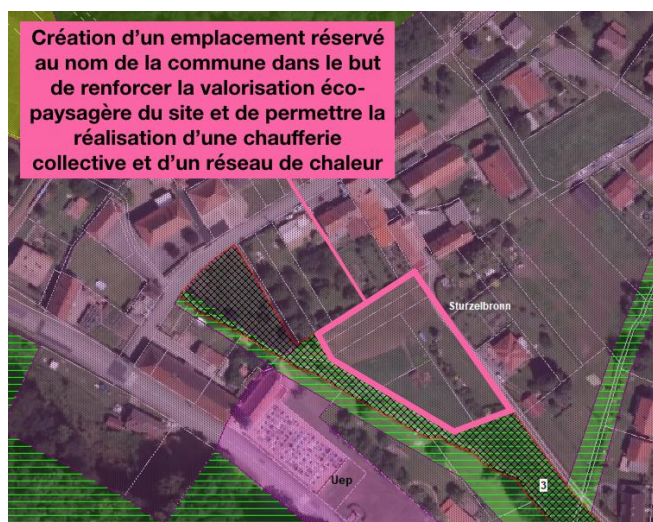 Création d’un emplacement réservé
au nom de la commune dans le but
de renforcer la valorisation éco-
paysagère du site et de permettre la
réalisation d’une chaufferie
collective et d’un réseau de chaleur
Sturzelbronn
Uep
3